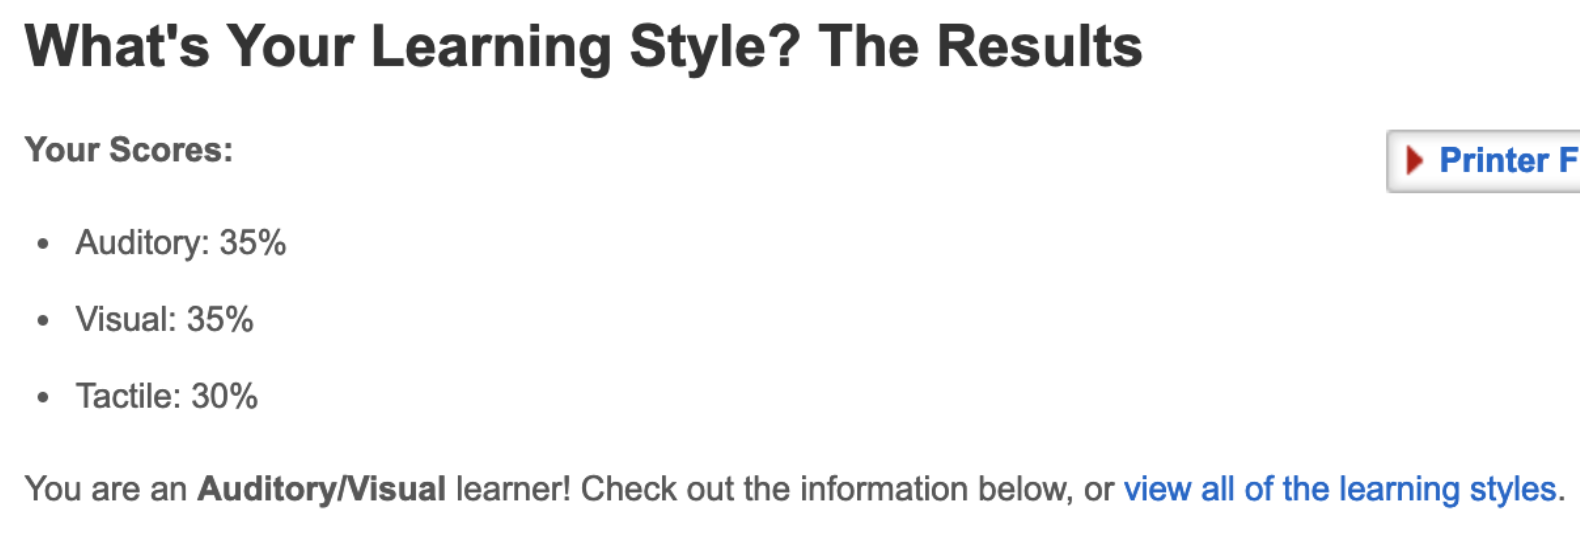 What's Your Learning Style? The Results
Your Scores:
Printer F
• Auditory: 35%
• Visual: 35%
• Tactile: 30%
You are an Auditory/Visual learner! Check out the information below, or view all of the learning styles.